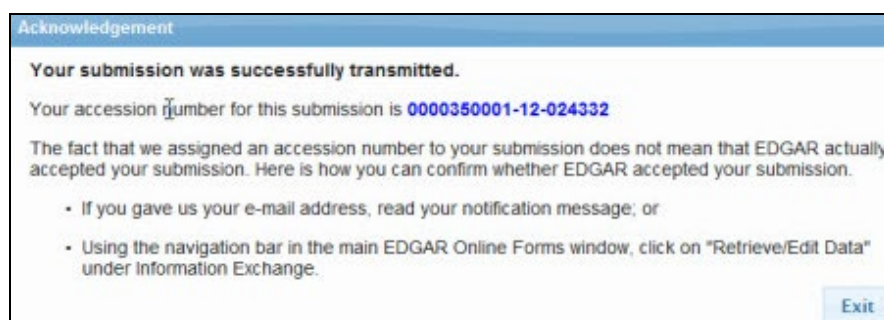 Acknowledgement
Your submission was successfully transmitted.
Your accession number for this submission is 0000350001-12-024332
The fact that we assigned an accession number to your submission does not mean that EDGAR actually
accepted your submission. Here is how you can confirm whether EDGAR accepted your submission.
• If you gave us your e-mail address, read your notification message; or
• Using the navigation bar in the main EDGAR Online Forms window, click on "Retrieve/Edit Data"
under Information Exchange.
Exit